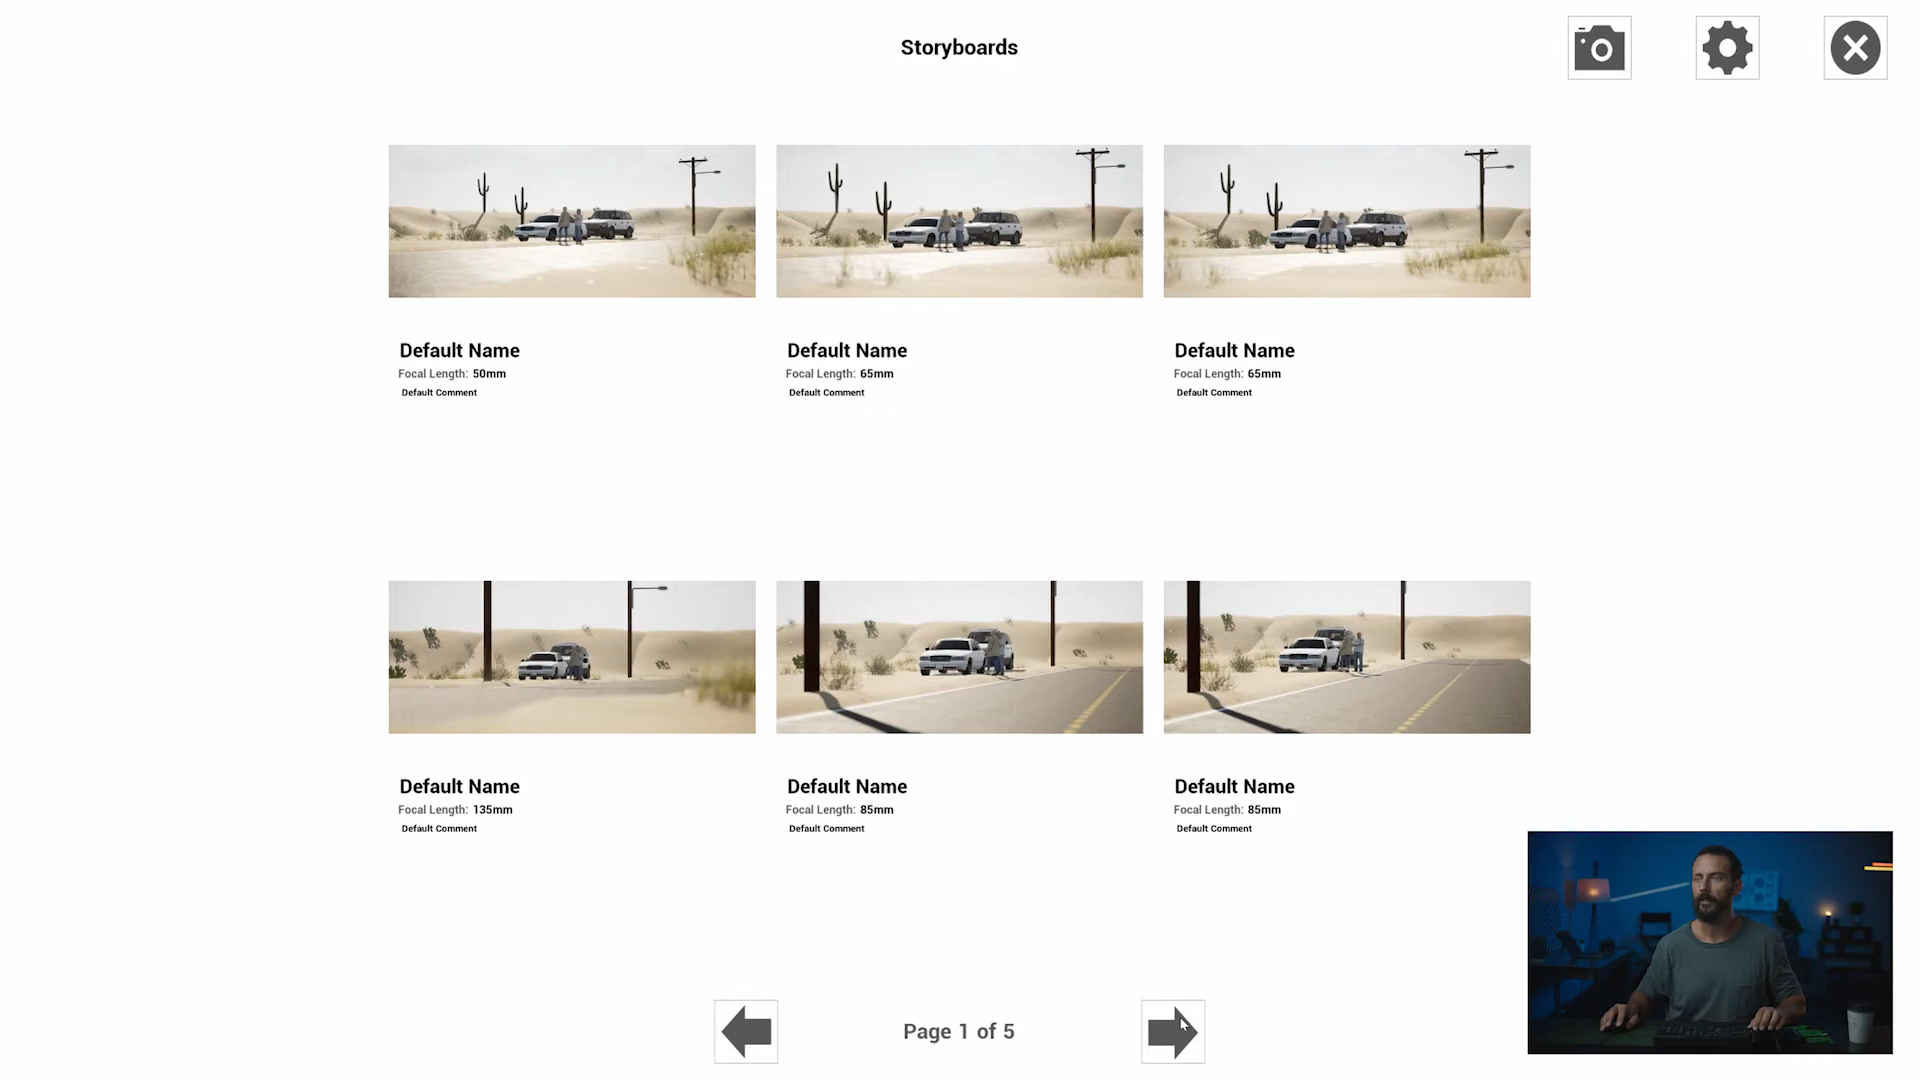 Storyboards
Default Name
Focal Length: 50mm
Default Comment
Default Name
Focal Length: 65mm
Default Comment
Default Name
Focal Length: 65mm
Default Comment
Default Name
Focal Length: 135mm
Default Comment
Default Name
Focal Length: 85mm
Default Comment
Default Name
Focal Length: 85mm
Default Comment
Page 1 of 5